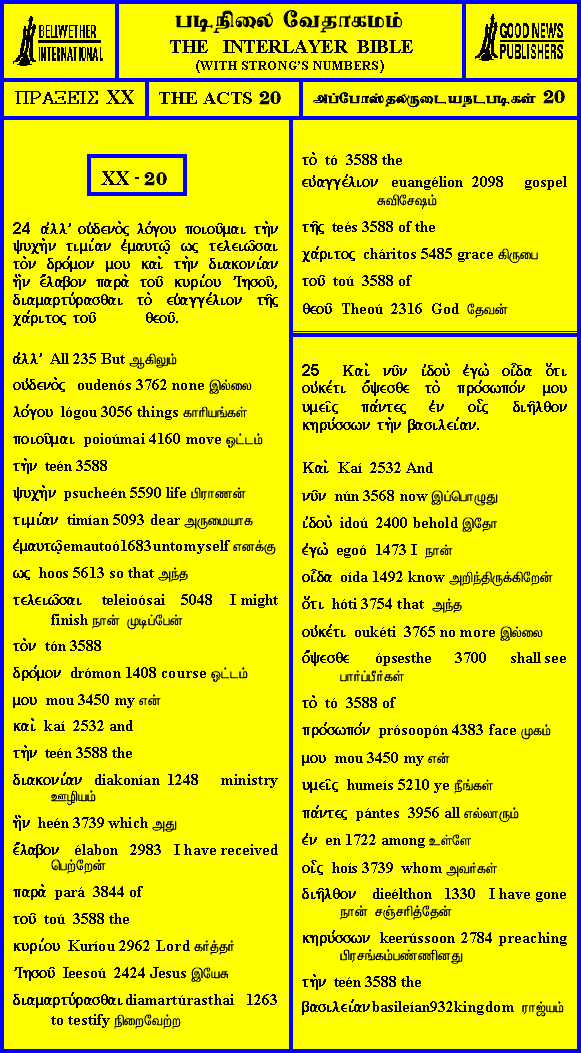 BELLWETHER
INTERNATIONAL
படிநிலை வேதாகமம்
THE INTERLAYER BIBLE
(WITH STRONG'S NUMBERS)
GOOD NEWS
PUBLISHERS
ΠΡΑΞΕΙΣ XX
THE ACTS 20
அப்போஸ்தலருடையநடபடிகள் 20
XX - 20
24 ἀλλ' οὐδενὸς λόγου ποιοῦμαι τὴν
ψυχὴν τιμίαν ἐμαυτῷ ως τελειῶσαι
τὸν δρόμον μου καὶ τὴν διακονίαν
ἣν ἔλαβον παρὰ τοῦ κυρίου Ἰησοῦ,
διαμαρτύρασθαι τὸ εὐαγγέλιον τῆς
χάριτος τοῦ θεοῦ.
ἀλλ' All 235 But ஆகிலும்
οὐδενὸς oudenós 3762 none இல்லை
λόγου lógou 3056 things காரியங்கள்
ποιοῦμαι poioúmai 4160 move ஒட்டம்
τὴν teén 3588
ψυχὴν psucheén 5590 life பிராணன்
τιμίαν timían 5093 dear அருமையாக
ἐμαυτῷ emautoó1683untomyself எனக்கு
ως hoos 5613 so that அந்த
τελειῶσαι teleioósai 5048 I might
finish நான் முடிப்பேன்
τὸν tón 3588
δρόμον drómon 1408 course ஓட்டம்
μου mou 3450 my என்
καὶ kaí 2532 and
τὴν teén 3588 the
διακονίαν diakonían 1248 ministry
ஊழியம்
ἣν heén 3739 which அது
ἔλαβον élabon 2983 I have received
பெற்றேன்
παρὰ pará 3844 of
τοῦ toú 3588 the
κυρίου Kuríou 2962 Lord கர்த்தர்
Ἰησοῦ Ieesoú 2424 Jesus இயேசு
διαμαρτύρασθαι diamartúrasthai 1263
to testify நிறைவேற்ற
τὸ tó 3588 the
εὐαγγέλιον euangélion 2098 gospel
சுவிசேஷம்
τῆς teés 3588 of the
χάριτος cháritos 5485 grace கிருபை
τοῦ toú 3588 of
θεοῦ Theoú 2316 God தேவன்
25 Καὶ νῦν ἰδοὺ ἐγὼ οἶδα ὅτι
οὐκέτι ὄψεσθε τὸ πρόσωπόν μου
υμεῖς πάντες ἐν οἷς διῆλθον
κηρύσσων τὴν βασιλείαν.
Καὶ Kaí 2532 And
νῦν nún 3568 now இப்பொழுது
ἰδοὺ idoú 2400 behold இதோ
ἐγὼ egoó 1473 I நான்
οἶδα oída 1492 know அறிந்திருக்கிறேன்
ὅτι hóti 3754 that அந்த
οὐκέτι oukéti 3765 no more இல்லை
ὄψεσθε ópsesthe 3700 shall see
பார்ப்பீர்கள்
τὸ tó 3588 of
πρόσωπόν prósoopón 4383 face முகம்
μου mou 3450 my என்
υμεῖς humeís 5210 ye நீங்கள்
πάντες pántes 3956 all எல்லாரும்
ἐν en 1722 among உள்ளே
οἷς hoís 3739 whom அவர்கள்
διῆλθον dieélthon 1330 I have gone
நான் சஞ்சரித்தேன்
κηρύσσων keerússoon 2784 preaching
பிரசங்கம்பண்ணினது
τὴν teén 3588 the
βασιλείαν basileían932kingdom ராஜ்யம்